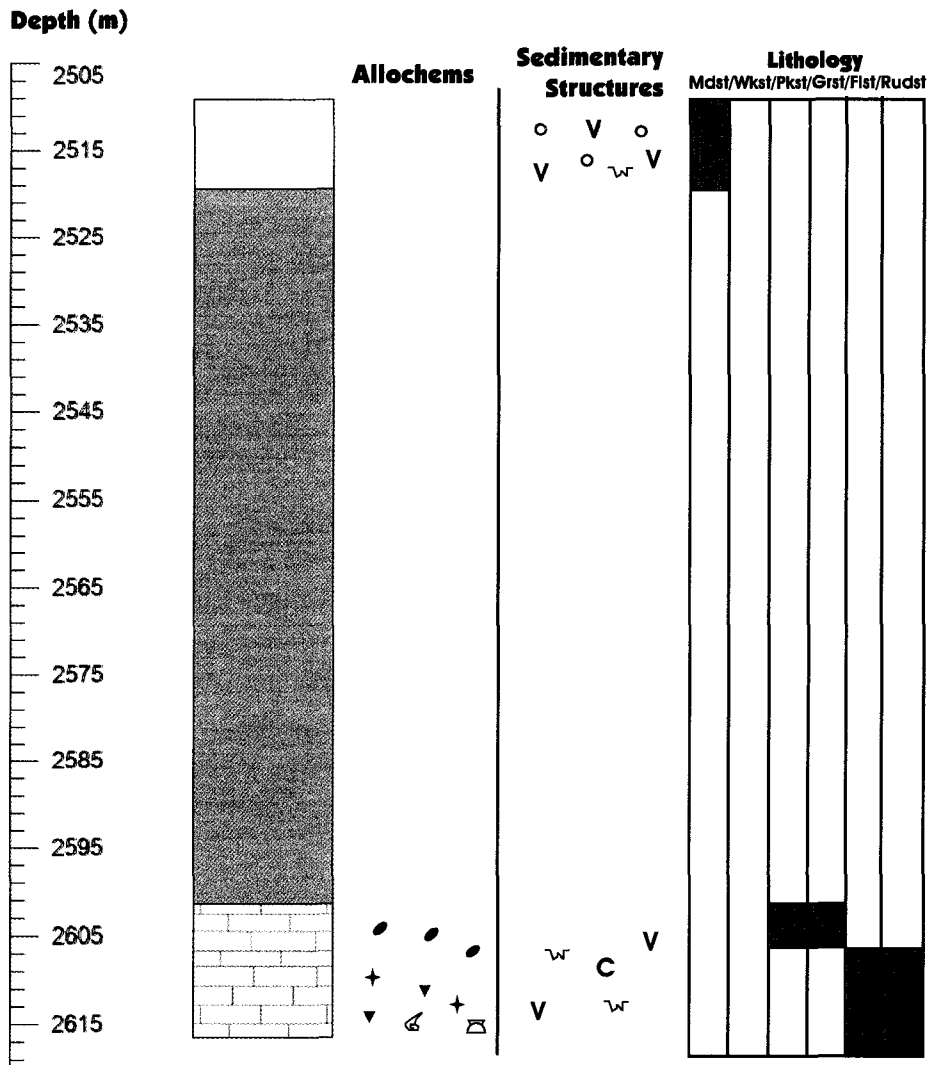 Depth (m)
Allochems
Sedimentary
Structures
Lithology
Mdst/Wkst/Pkst/Grst/Flst/Rudst
2505
2515
2525
2535
2545
2555
2565
2575
2585
2595
2605
2615
V
V
V
V
C
V